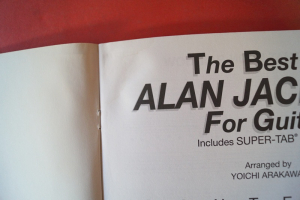 The Best
ALAN JAC
For Guit
Includes SUPER-TAB
Arranged by
YOICHI ARAKAWA